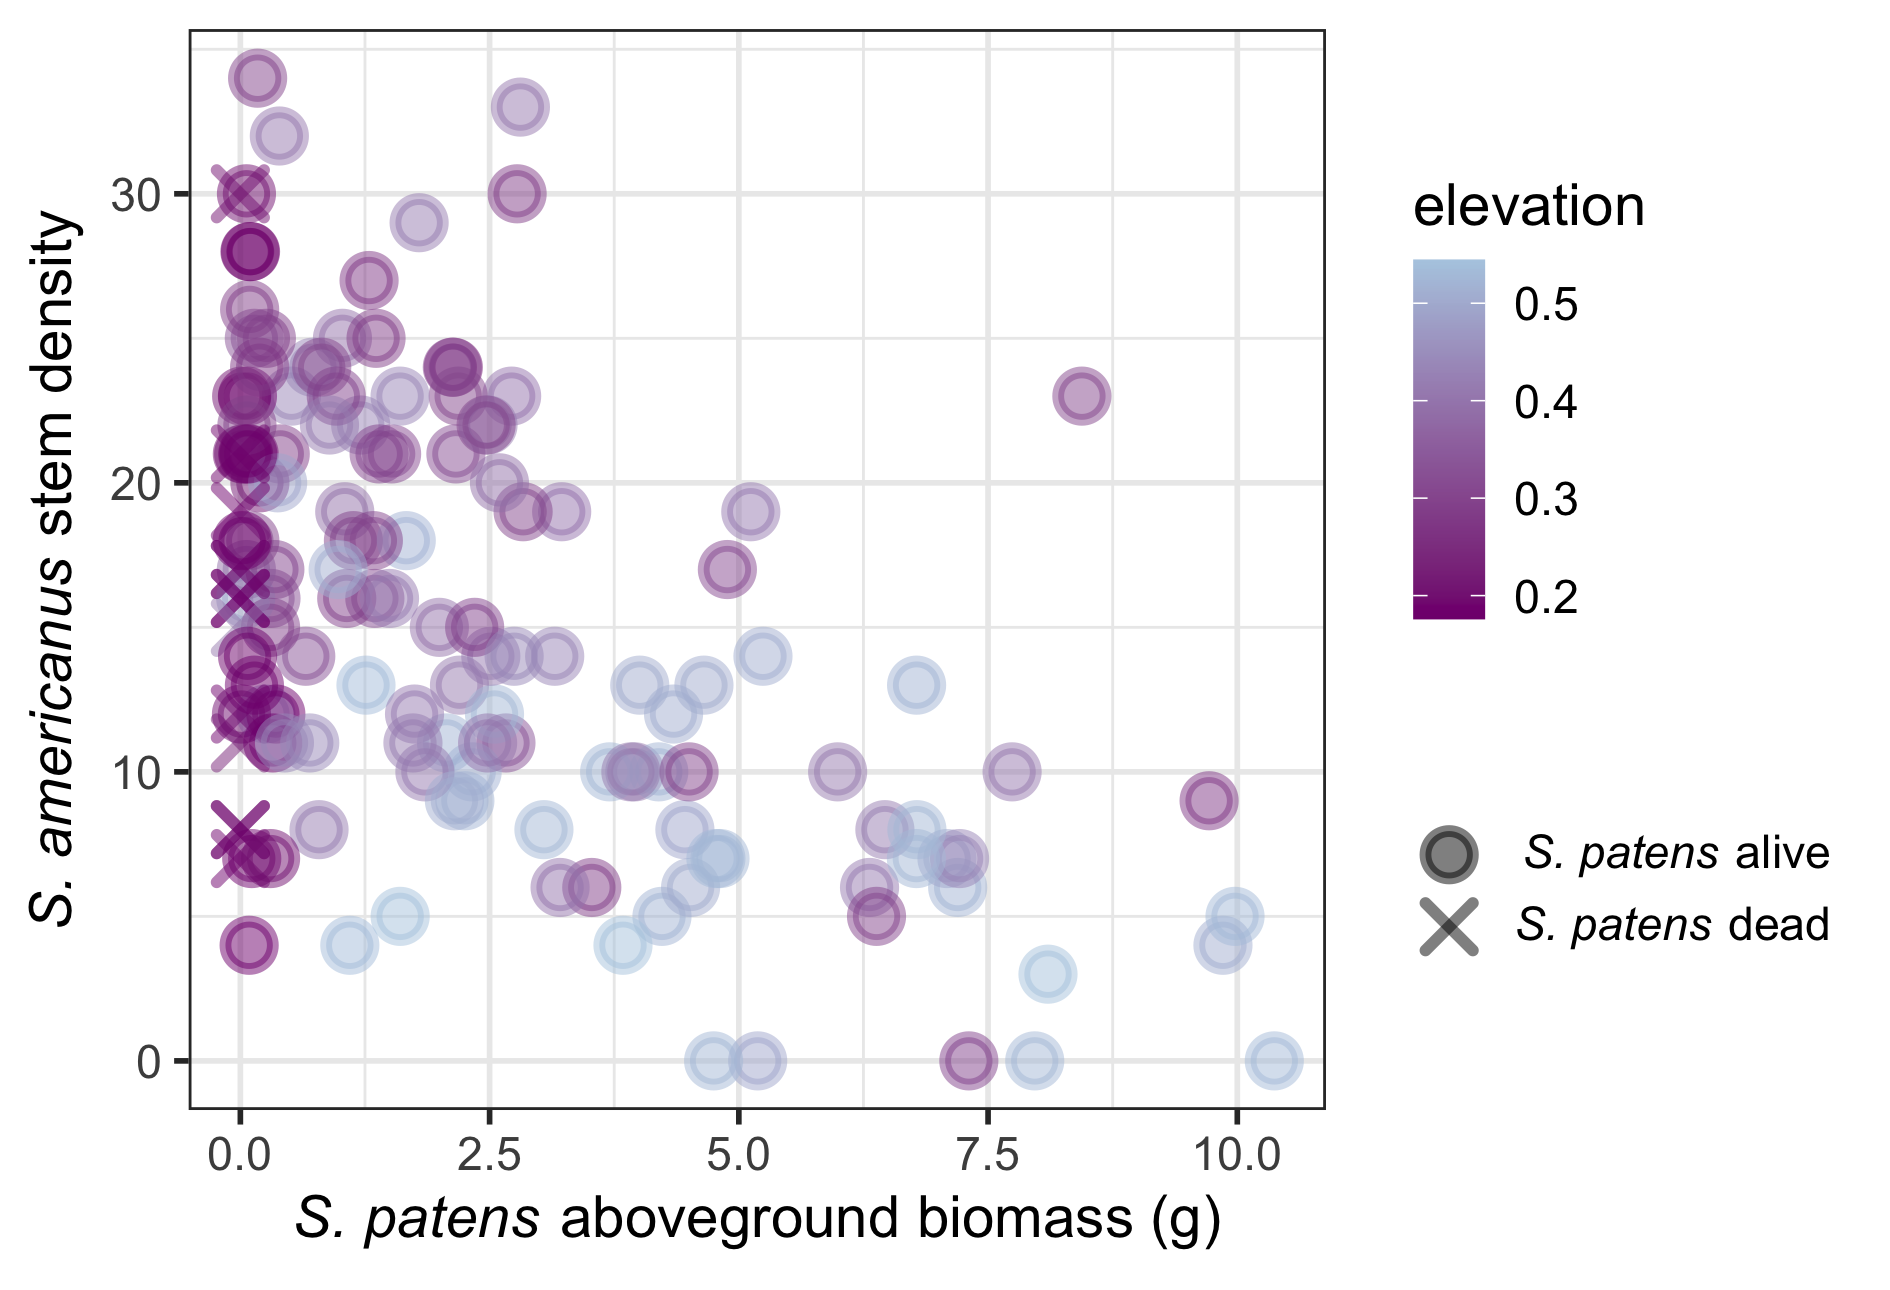 S. americanus stem density
30
20
10
0
0.0 2.5 5.0 7.5 10.0
S. patens aboveground biomass (g)
elevation
0.5
0.4
0.3
0.2
S. patens alive
S. patens dead